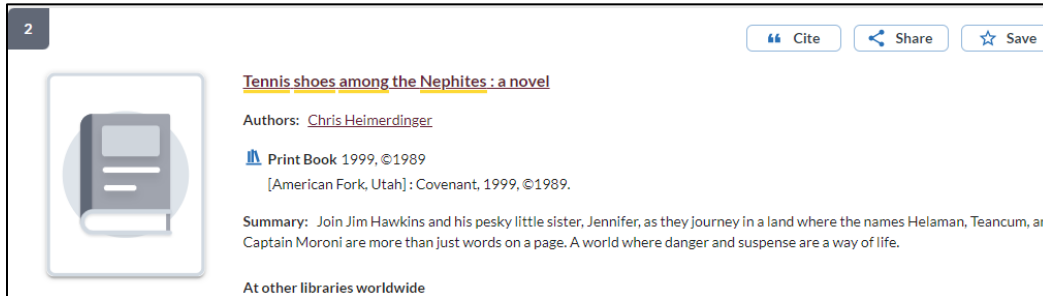 2
Cite Share Save
Tennis shoes among the Nephites : a novel
Authors: Chris Heimerdinger
Print Book 1999, ©1989
[American Fork, Utah] : Covenant, 1999, ©1989.
Summary: Join Jim Hawkins and his pesky little sister, Jennifer, as they journey in a land where the names Helaman, Teancum,
Captain Moroni are more than just words on a page. A world where danger and suspense are a way of life.
At other libraries worldwide